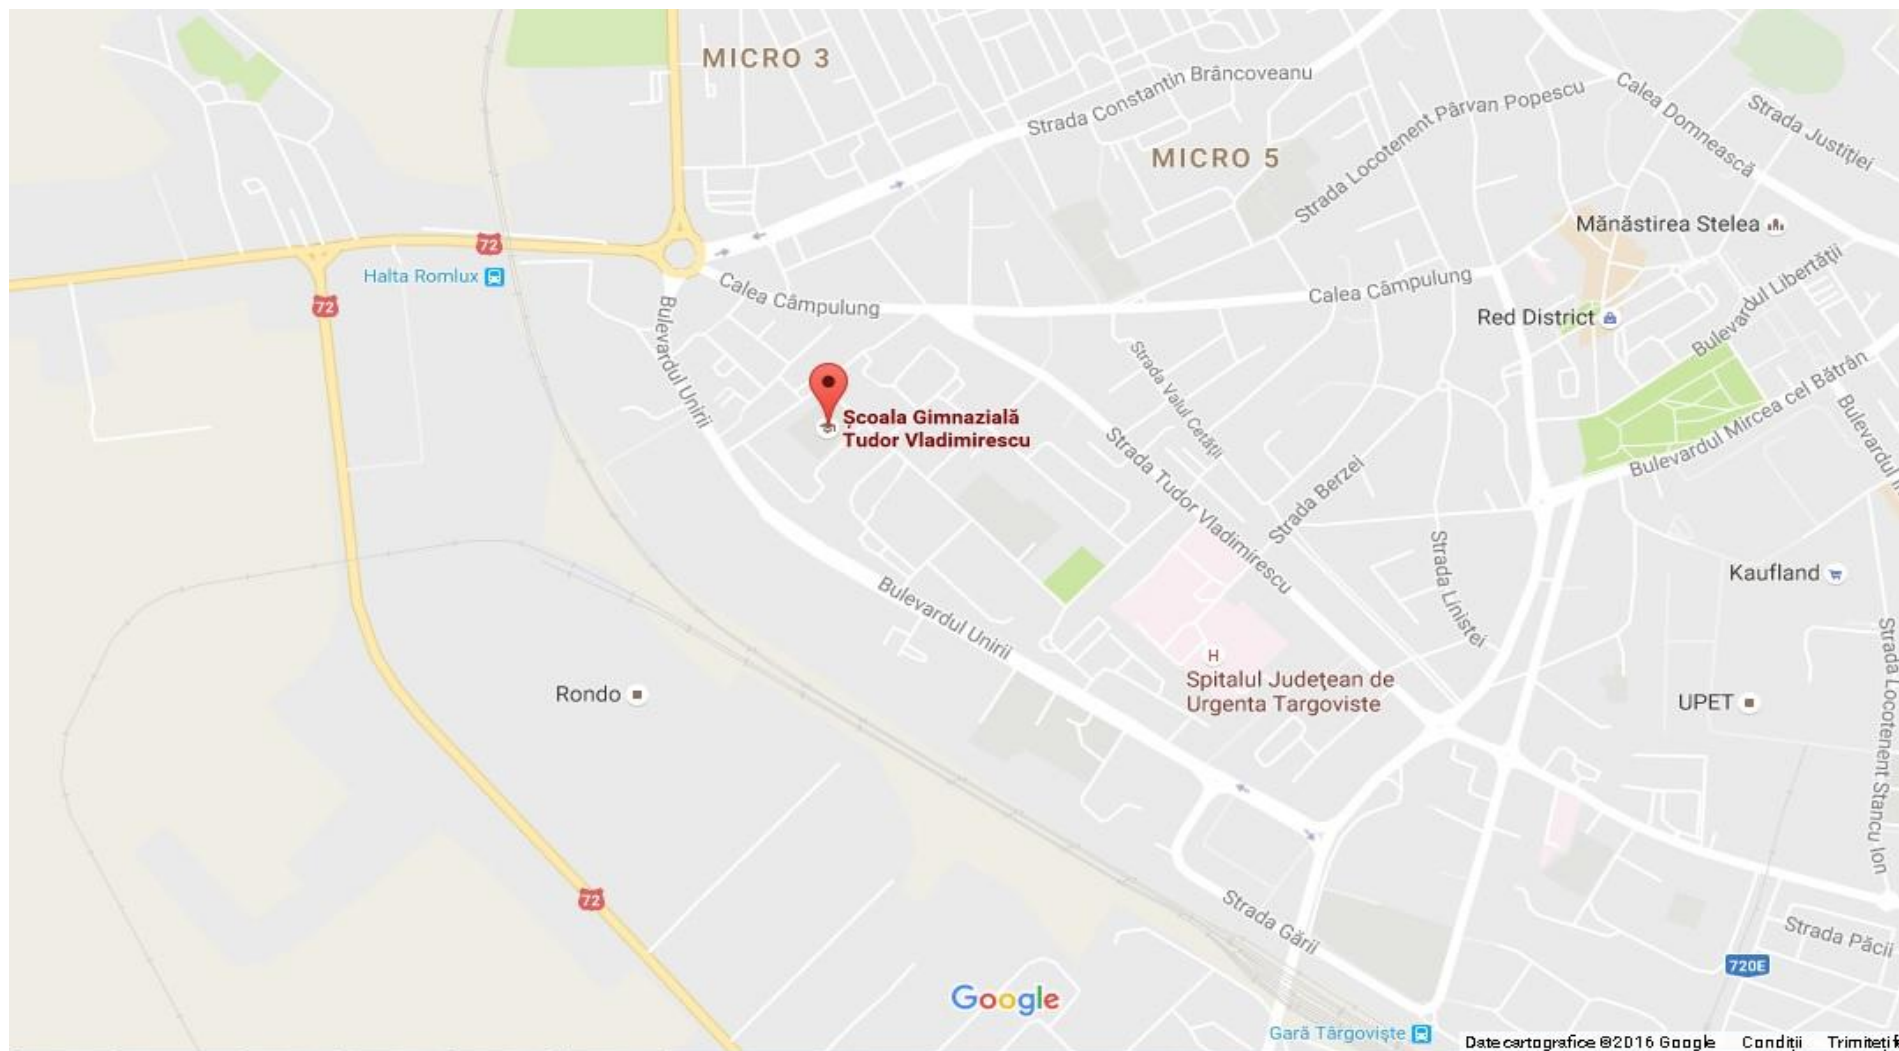 MICRO 3
Strada Constantin Brâncoveanu
MICRO 5
Strada Locotenent Pârvan Popescu
Calea Domnească
Strada Justiției
Mănăstirea Stelea
72
Halta Romlux
72
Calea Câmpulung
Calea Câmpulung
Red District
Bulevardul Libertății
Bulevardul Unirii
Strada Valul Cetății
Bulevardul Mircea cel Bătrân
Bulevardul
Școala Gimnazială
Tudor Vladimirescu
Strada Tudor Vladimirescu
Strada Berzei
Strada Liniștei
Kaufland
Bulevardul Unirii
H
Spitalul Județean de
Urgenta Targoviste
Rondo
UPET
Strada Locotenent Stancu Ion
72
Strada Gării
Strada Păcii
720E
Google
Gară Târgoviște
Date cartografice ©2016 Google
Condiții
Trimiteți f